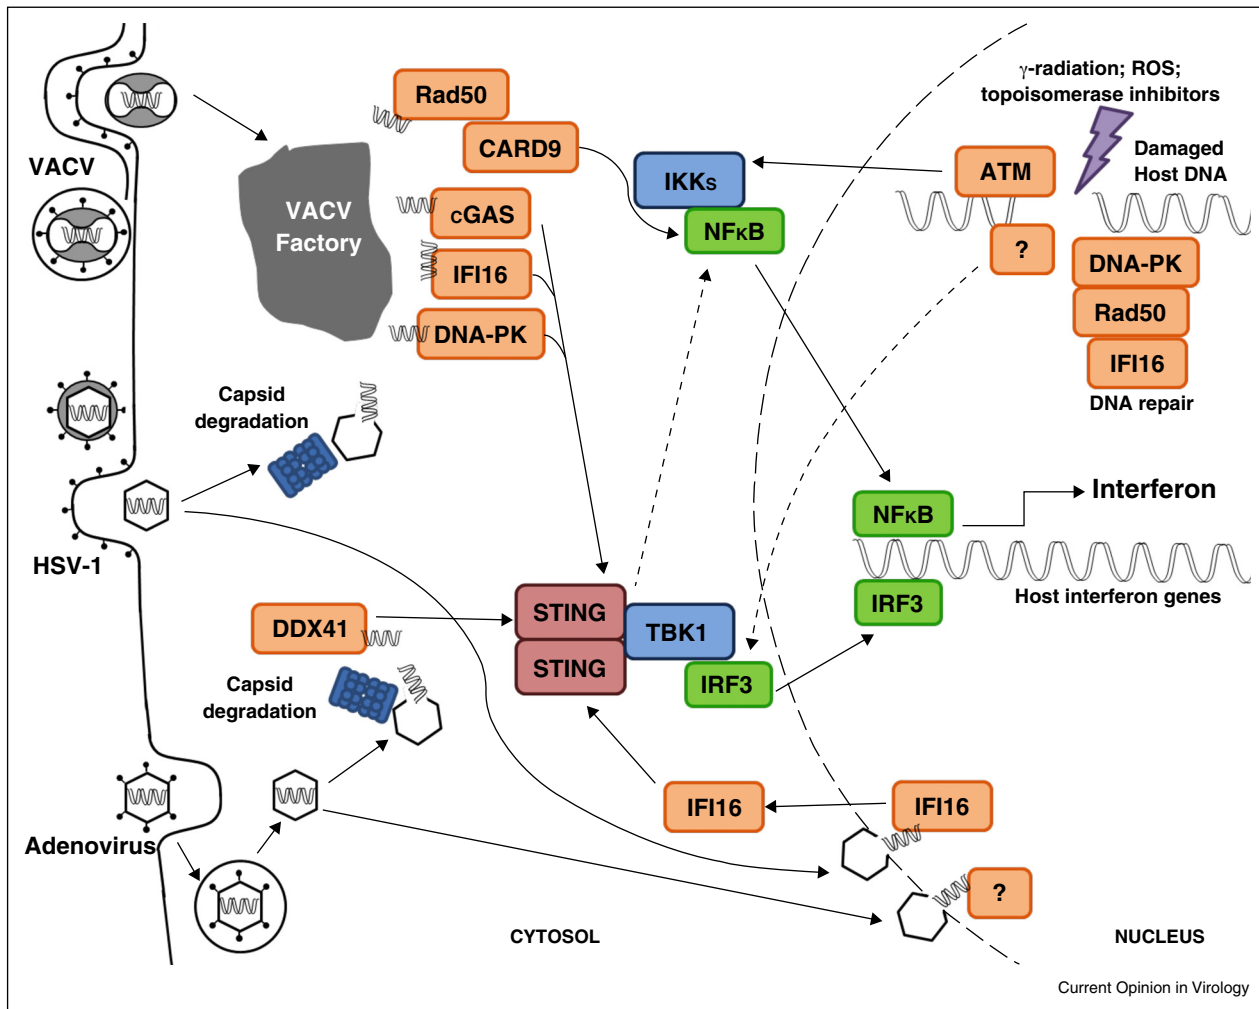 γ-radiation; ROS;
topoisomerase inhibitors
Rad50
CARD9
VACV
VACV
Factory
cGAS
IFI16
DNA-PK
IKKs
NFκB
ATM
?
Damaged
Host DNA
DNA-PK
Rad50
IFI16
DNA repair
Capsid
degradation
HSV-1
NFκB
Interferon
IRF3
Host interferon genes
DDX41
STING
STING
TBK1
IRF3
Capsid
degradation
Adenovirus
IFI16
IFI16
?
CYTOSOL
NUCLEUS
Current Opinion in Virology